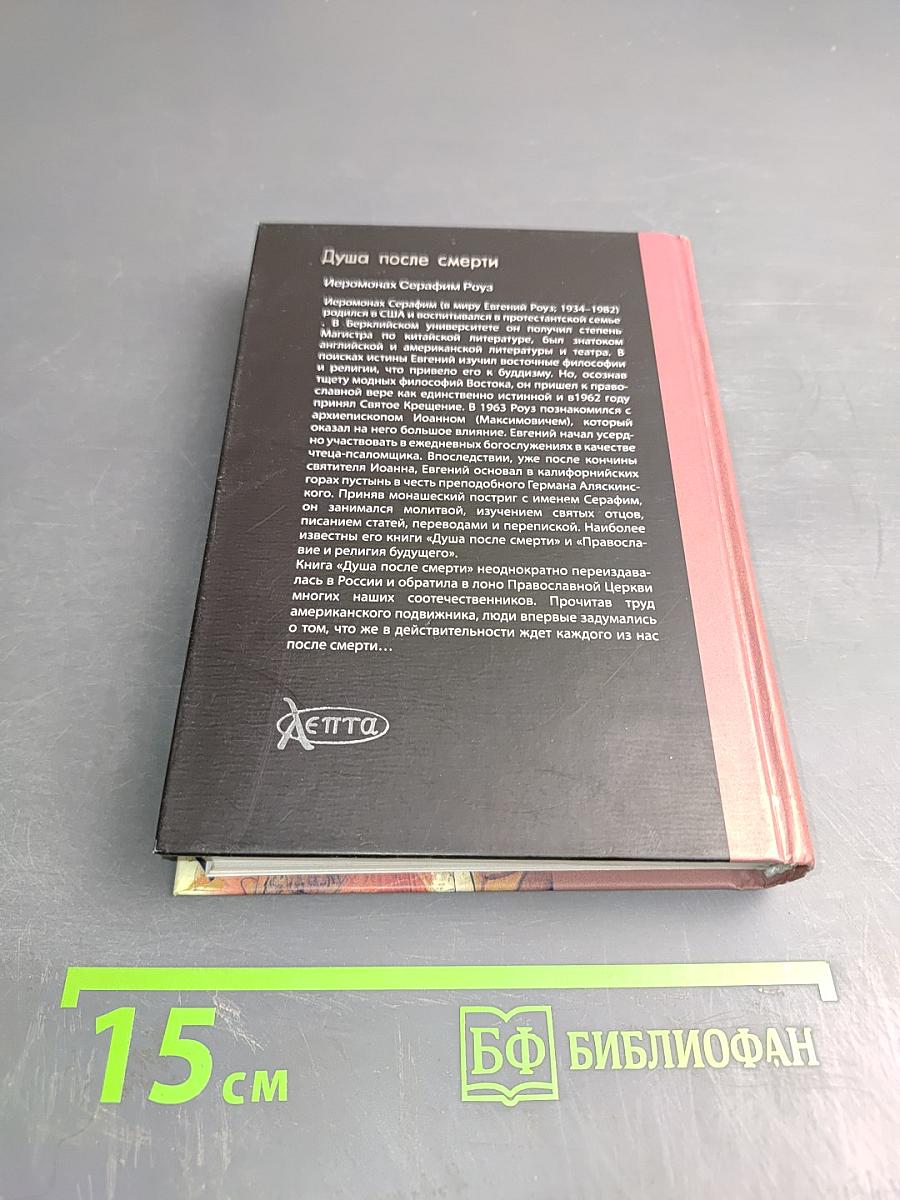 Душа после смерти
Иеромонах Серафим Роуз
Иеромонах Серафим (в миру Евгений Роуз; 1934–1982)
родился в США и воспитывался в протестантской семье
. В Берклийском университете он получил степень
Магистра по китайской литературе, был знатоком
английской и американской литературы и театра. В
поисках истины Евгений изучил восточные философии
и религии, что привело его к буддизму. Но, осознав
тщету модных философий Востока, он пришел к право-
славной вере как единственно истинной и в1962 году
принял Святое Крещение. В 1963 Роуз познакомился с
архиепископом Иоанном (Максимовичем), который
оказал на него большое влияние. Евгений начал усерд-
но участвовать в ежедневных богослужениях в качестве
чтеца-псаломщика. Впоследствии, уже после кончины
святителя Иоанна, Евгений основал в калифорнийских
горах пустынь в честь преподобного Германа Аляскинс-
кого. Приняв монашеский постриг с именем Серафим,
он занимался молитвой, изучением святых отцов,
писанием статей, переводами и перепиской. Наиболее
известны его книги «Душа после смерти» и «Правосла-
вие и религия будущего».
Книга «Душа после смерти» неоднократно переиздава-
лась в России и обратила в лоно Православной Церкви
многих наших соотечественников. Прочитав труд
американского подвижника, люди впервые задумались
о том, что же в действительности ждет каждого из нас
после смерти...
Лепта
15 см
БФ БИБЛИОФАН